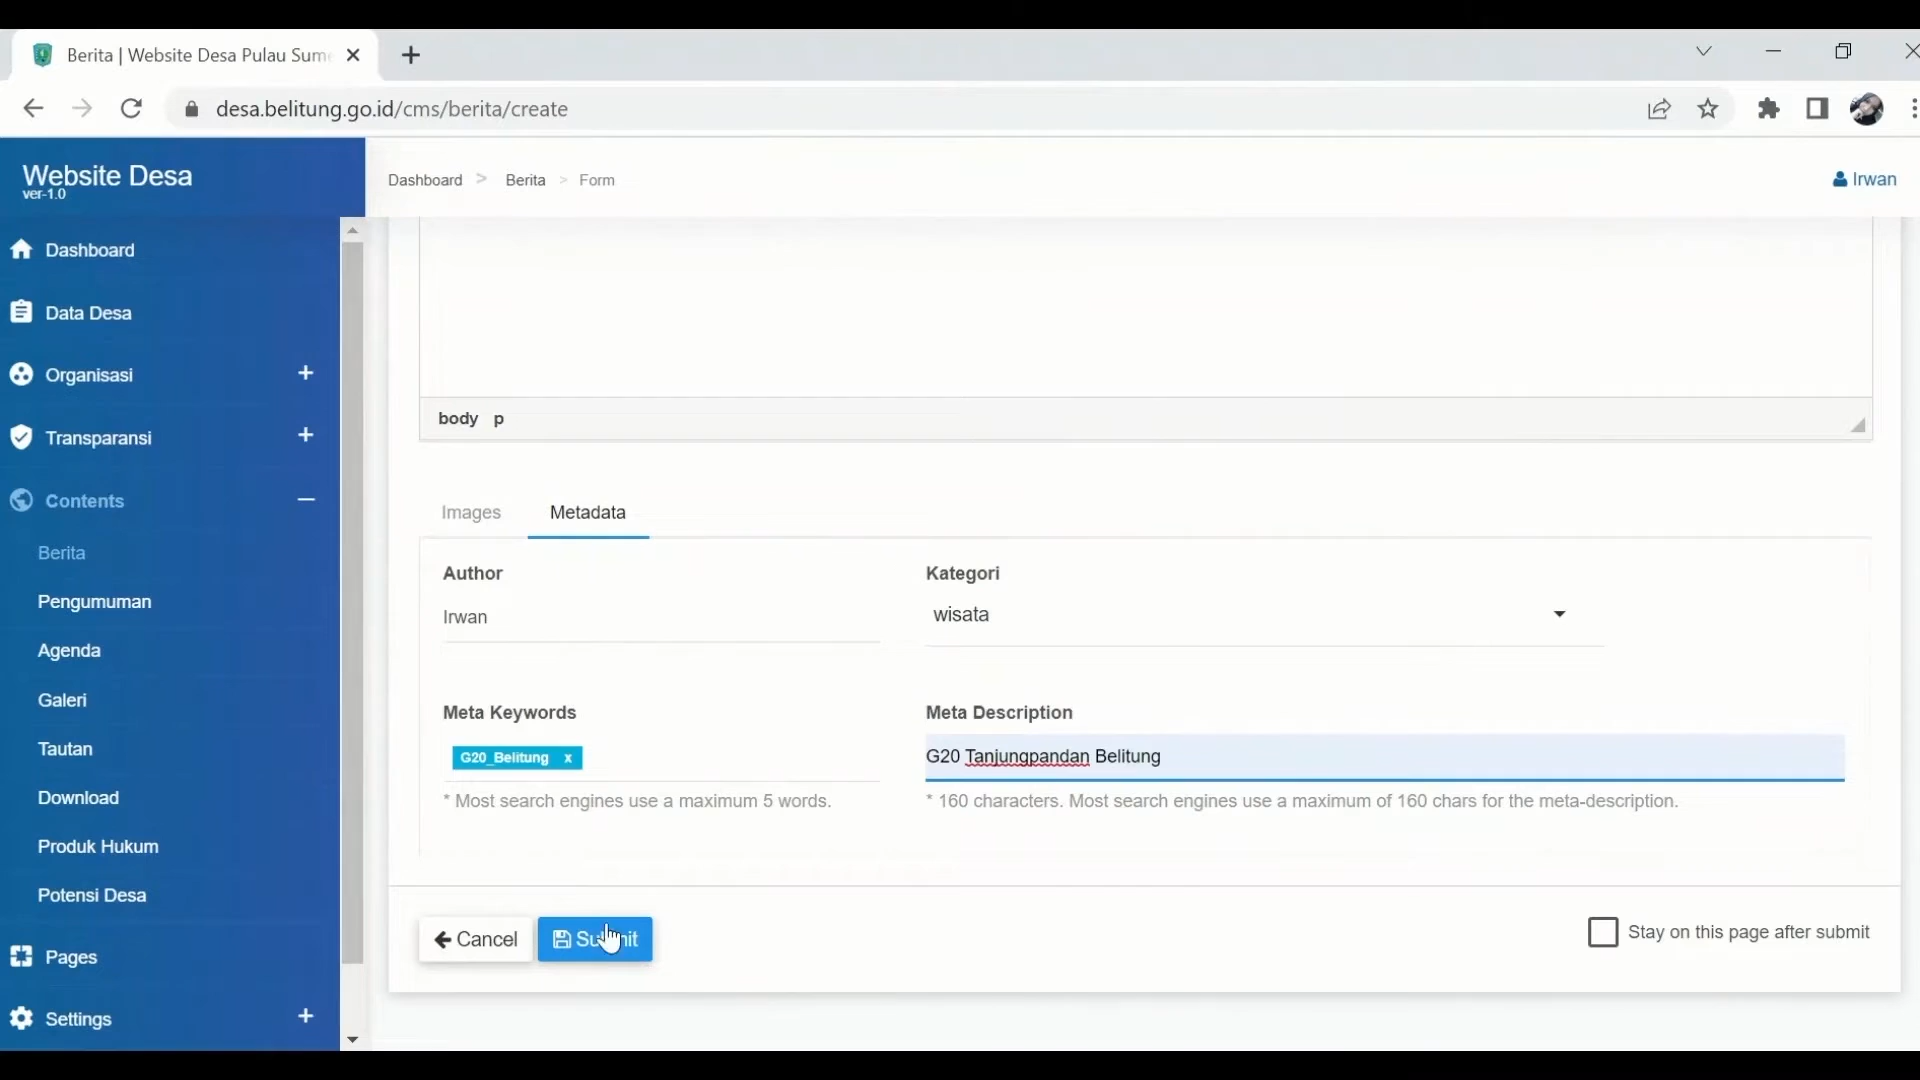 Berita | Website Desa Pulau Sume
desa.belitung.go.id/cms/berita/create
Website Desa
ver-1.0
Dashboard > Berita > Form
Irwan
Dashboard
Data Desa
Organisasi +
Transparansi +
Contents −
Berita
Pengumuman
Agenda
Galeri
Tautan
Download
Produk Hukum
Potensi Desa
Pages
Settings +
body p
Images Metadata
Author
Irwan
Kategori
wisata
Meta Keywords
G20_Belitung x
* Most search engines use a maximum 5 words.
Meta Description
G20 Tanjungpandan Belitung
* 160 characters. Most search engines use a maximum of 160 chars for the meta-description.
Cancel
Submit
Stay on this page after submit